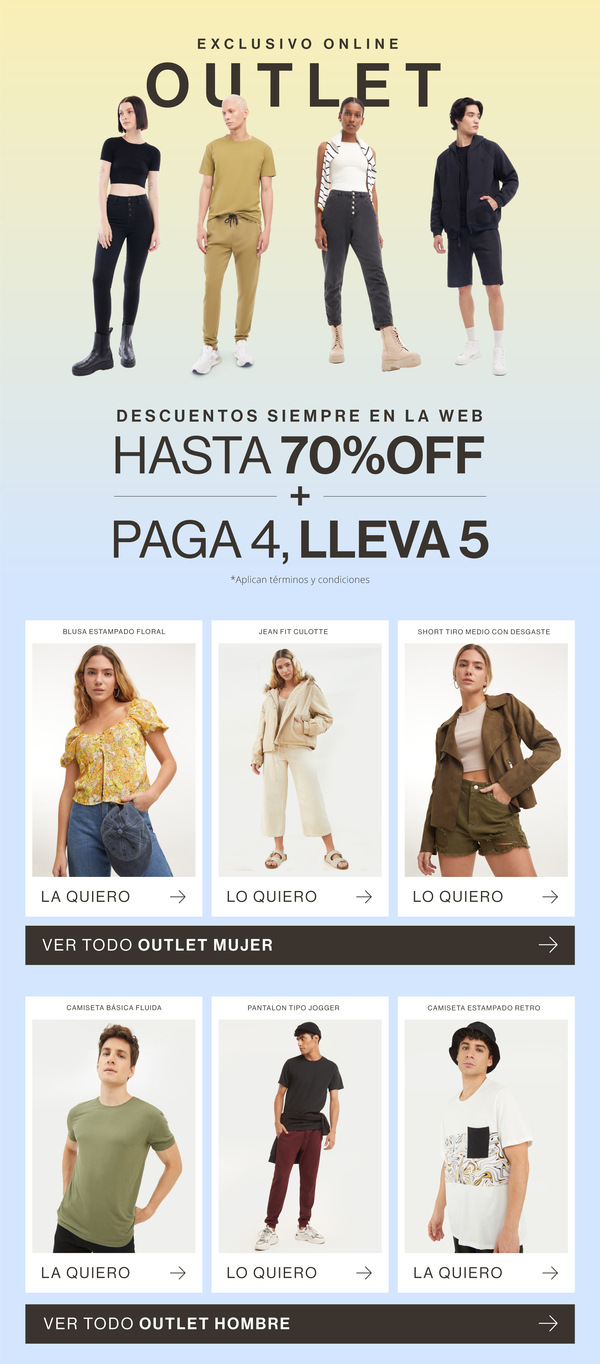 EXCLUSIVO ONLINE
OUTLET
DESCUENTOS SIEMPRE EN LA WEB
HASTA 70%OFF
+
PAGA 4, LLEVA 5
*Aplican términos y condiciones
BLUSA ESTAMPADO FLORAL
JEAN FIT CULOTTE
SHORT TIRO MEDIO CON DESGASTE
LA QUIERO
LO QUIERO
LO QUIERO
VER TODO OUTLET MUJER
CAMISETA BÁSICA FLUIDA
PANTALON TIPO JOGGER
CAMISETA ESTAMPADO RETRO
LA QUIERO
LO QUIERO
LA QUIERO
VER TODO OUTLET HOMBRE